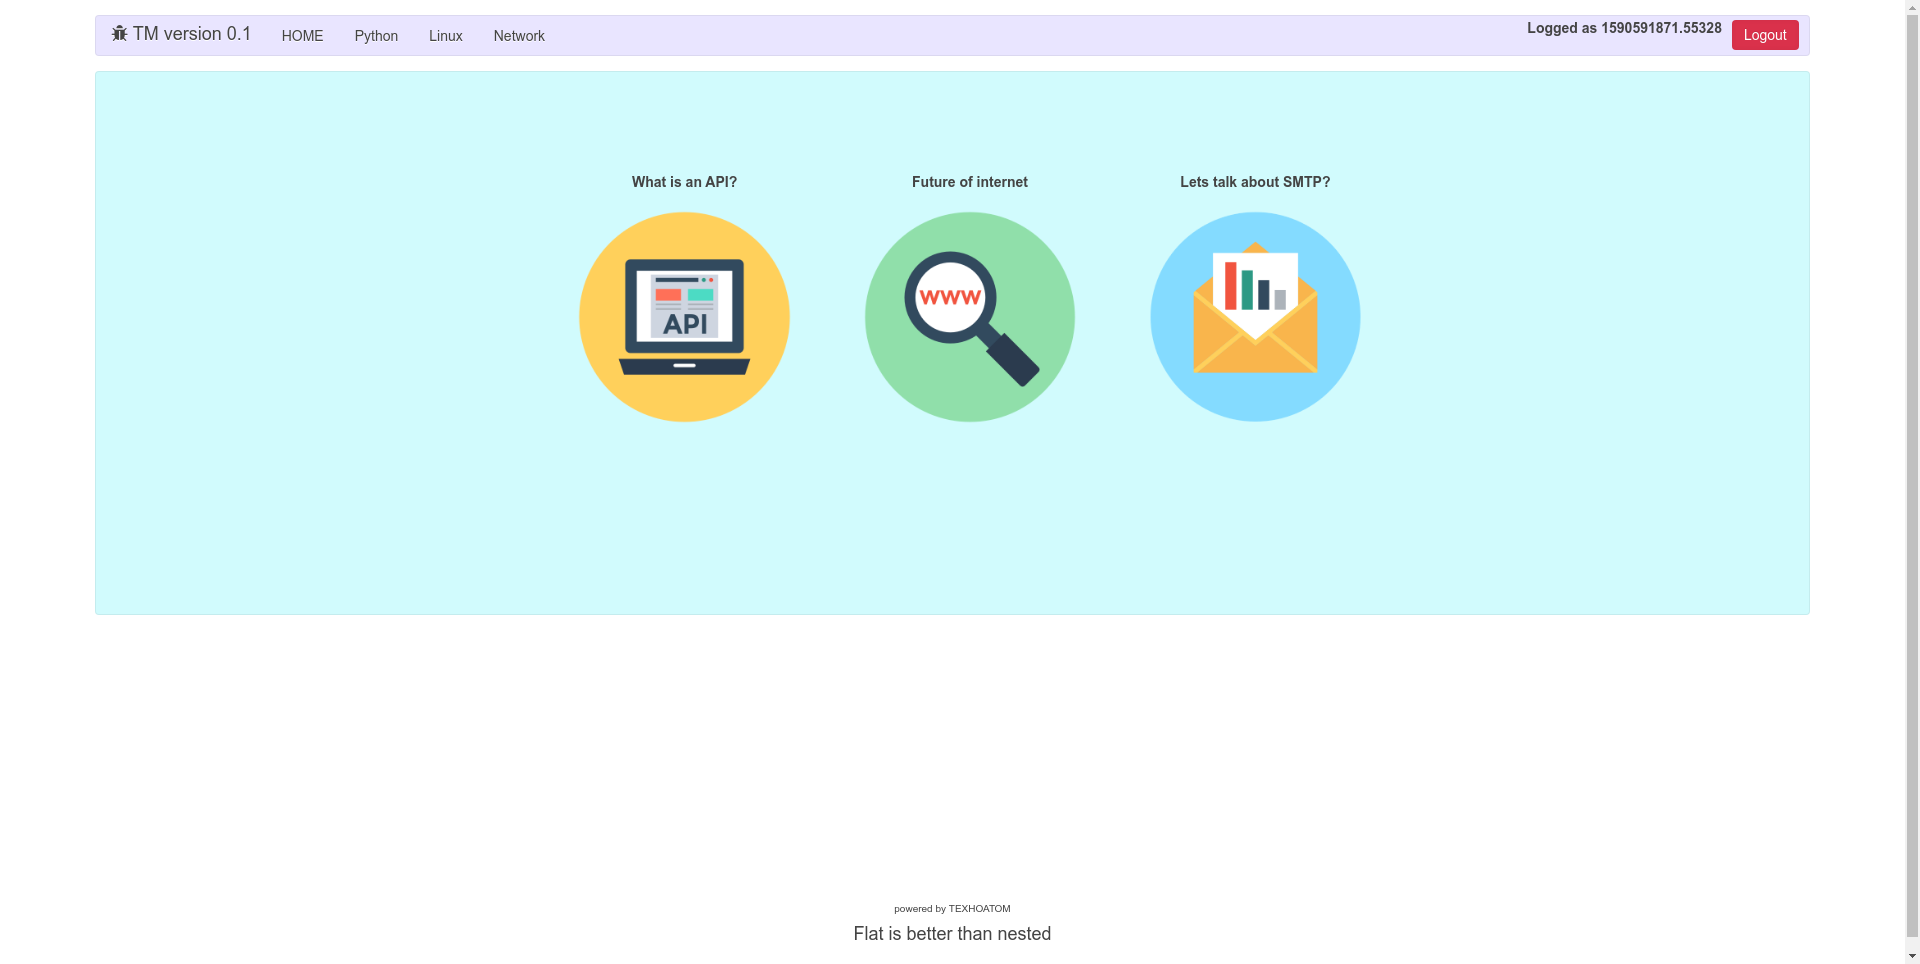 TM version 0.1 HOME Python Linux Network Logged as 1590591871.55328 Logout
What is an API? Future of internet Lets talk about SMTP?
API
www
powered by TEXHOATOM
Flat is better than nested